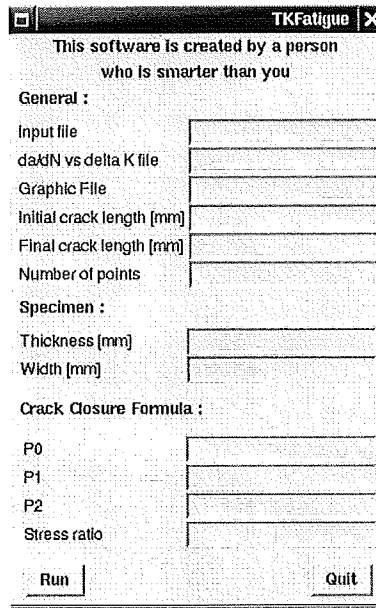 TKFatigue X
This software is created by a person
who is smarter than you
General :
Input file
da/dN vs delta K file
Graphic File
Initial crack length [mm]
Final crack length [mm]
Number of points
Specimen :
Thickness [mm]
Width [mm]
Crack Closure Formula :
P0
P1
P2
Stress ratio
Run Quit